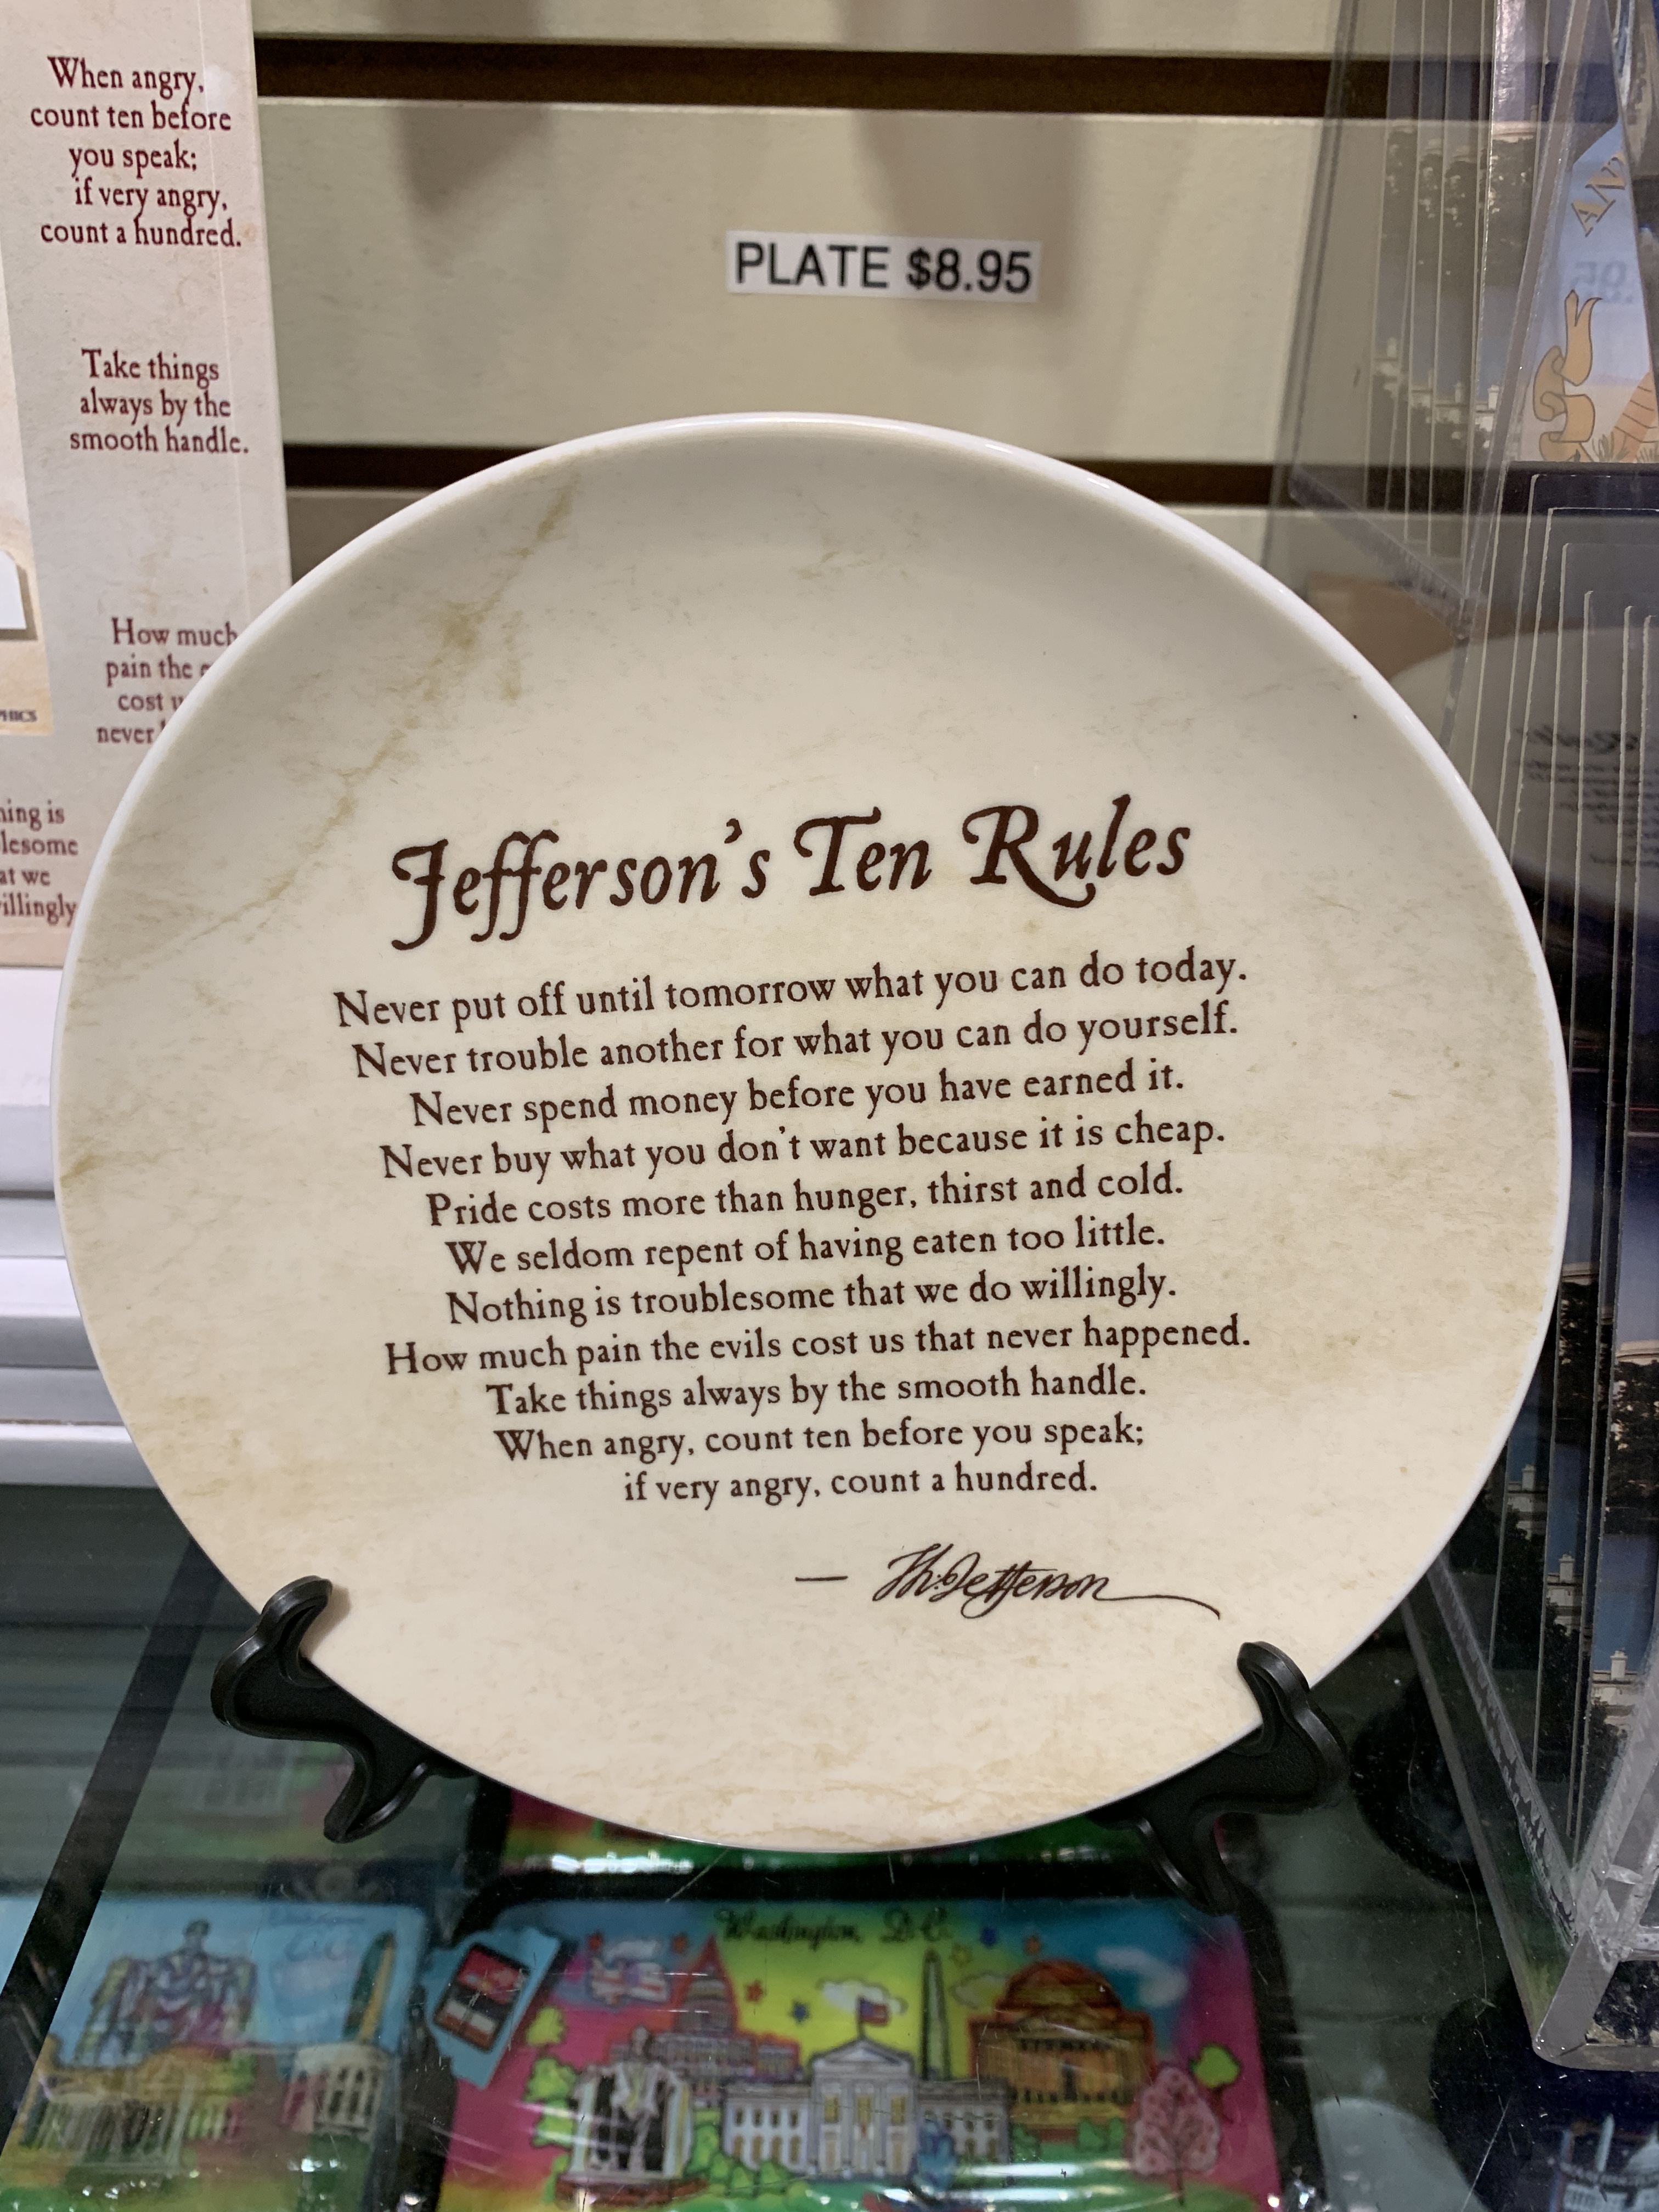 When angry,
count ten before
you speak;
if very angry,
count a hundred.
Take things
always by the
smooth handle.
How much
pain the
cost
never
is
we
PLATE $8.95
Jefferson's Ten Rules
Never put off until tomorrow what you can do today.
Never trouble another for what you can do yourself.
Never spend money before you have earned it.
Never buy what you don't want because it is cheap.
Pride costs more than hunger, thirst and cold.
We seldom repent of having eaten too little.
Nothing is troublesome that we do willingly.
How much pain the evils cost us that never happened.
Take things always by the smooth handle.
When angry, count ten before you speak;
if very angry, count a hundred.
— Th:Jefferson
Washington, D.C.